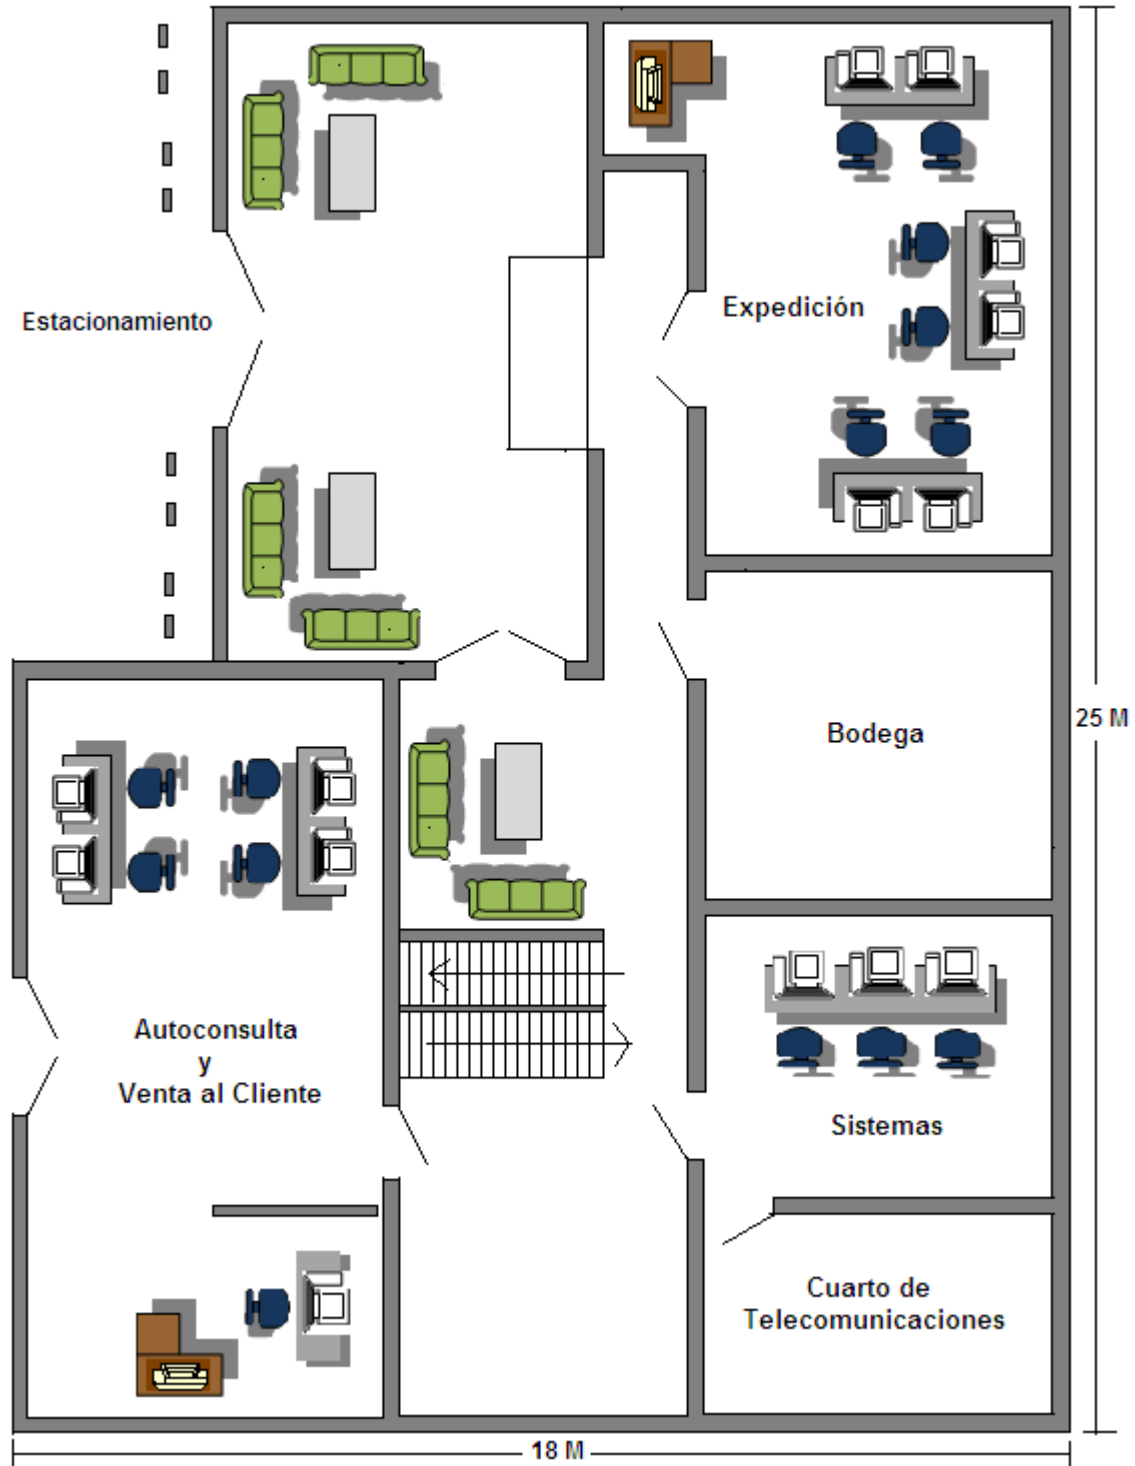 Estacionamiento
Expedición
25 M
Bodega
Autoconsulta
y
Venta al Cliente
Sistemas
Cuarto de
Telecomunicaciones
18 M